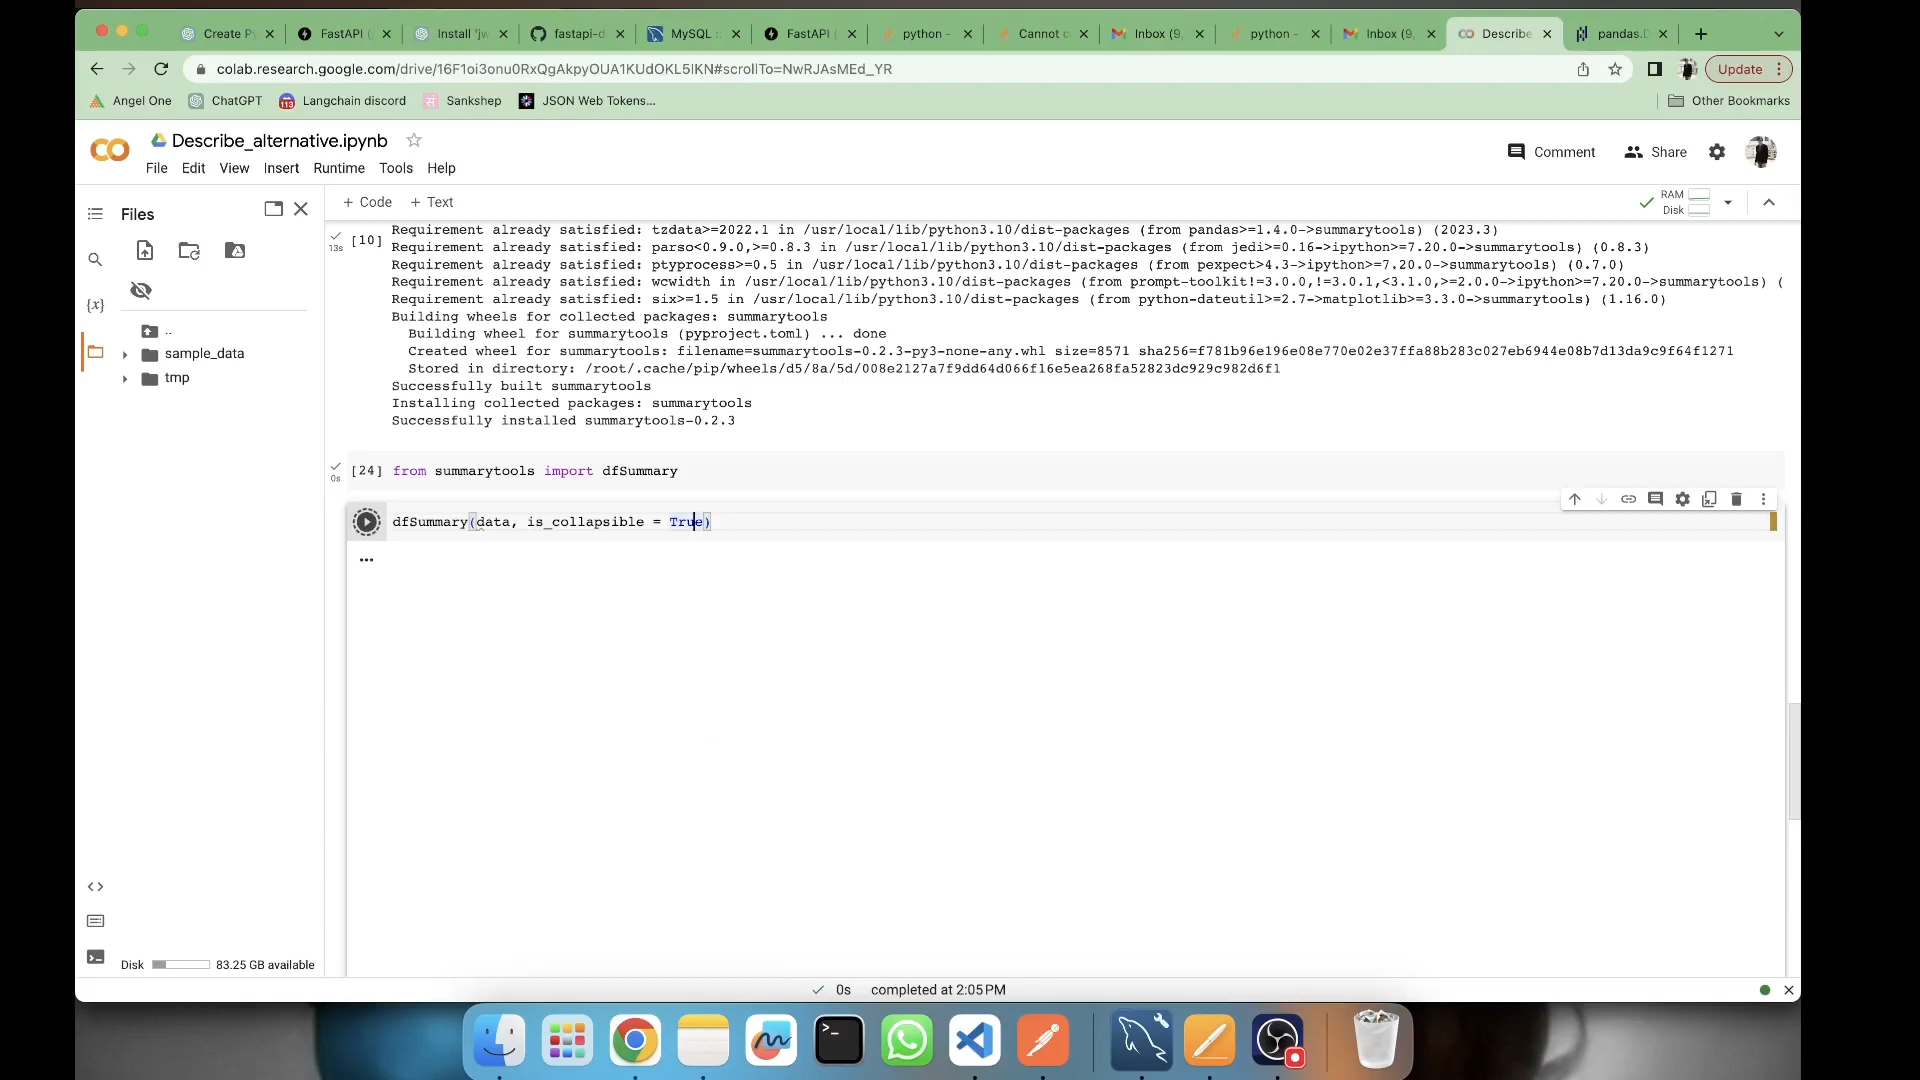 Create P
FastAPI (
Install 'jw
fastapi-d
MySQL :
FastAPI (
python -
Cannot c
Inbox (9,
python -
Inbox (9,
Describe
pandas.D
colab.research.google.com/drive/16F1oi3onu0RxQgAkpyOUA1KUdOKL5lKN#scrollTo=NwRJAsMEd_YR
Update
Angel One
ChatGPT
113
Langchain discord
Sankshep
JSON Web Tokens...
Other Bookmarks
Describe_alternative.ipynb
File Edit View Insert Runtime Tools Help
Comment
Share
Files
+ Code + Text
RAM
Disk
{x}
..
sample_data
tmp
13s
[10]
Requirement already satisfied: tzdata>=2022.1 in /usr/local/lib/python3.10/dist-packages (from pandas>=1.4.0->summarytools) (2023.3)
Requirement already satisfied: parso<0.9.0,>=0.8.3 in /usr/local/lib/python3.10/dist-packages (from jedi>=0.16->ipython>=7.20.0->summarytools) (0.8.3)
Requirement already satisfied: ptyprocess>=0.5 in /usr/local/lib/python3.10/dist-packages (from pexpect>4.3->ipython>=7.20.0->summarytools) (0.7.0)
Requirement already satisfied: wcwidth in /usr/local/lib/python3.10/dist-packages (from prompt-toolkit!=3.0.0,!=3.0.1,<3.1.0,>=2.0.0->ipython>=7.20.0->summarytools) (
Requirement already satisfied: six>=1.5 in /usr/local/lib/python3.10/dist-packages (from python-dateutil>=2.7->matplotlib>=3.3.0->summarytools) (1.16.0)
Building wheels for collected packages: summarytools
Building wheel for summarytools (pyproject.toml) ... done
Created wheel for summarytools: filename=summarytools-0.2.3-py3-none-any.whl size=8571 sha256=f781b96e196e08e770e02e37ffa88b283c027eb6944e08b7d13da9c9f64f1271
Stored in directory: /root/.cache/pip/wheels/d5/8a/5d/008e2127a7f9dd64d066f16e5ea268fa52823dc929c982d6f1
Successfully built summarytools
Installing collected packages: summarytools
Successfully installed summarytools-0.2.3
0s
[24] from summarytools import dfSummary
dfSummary(data, is_collapsible = True)
...
Disk
83.25 GB available
0s completed at 2:05 PM